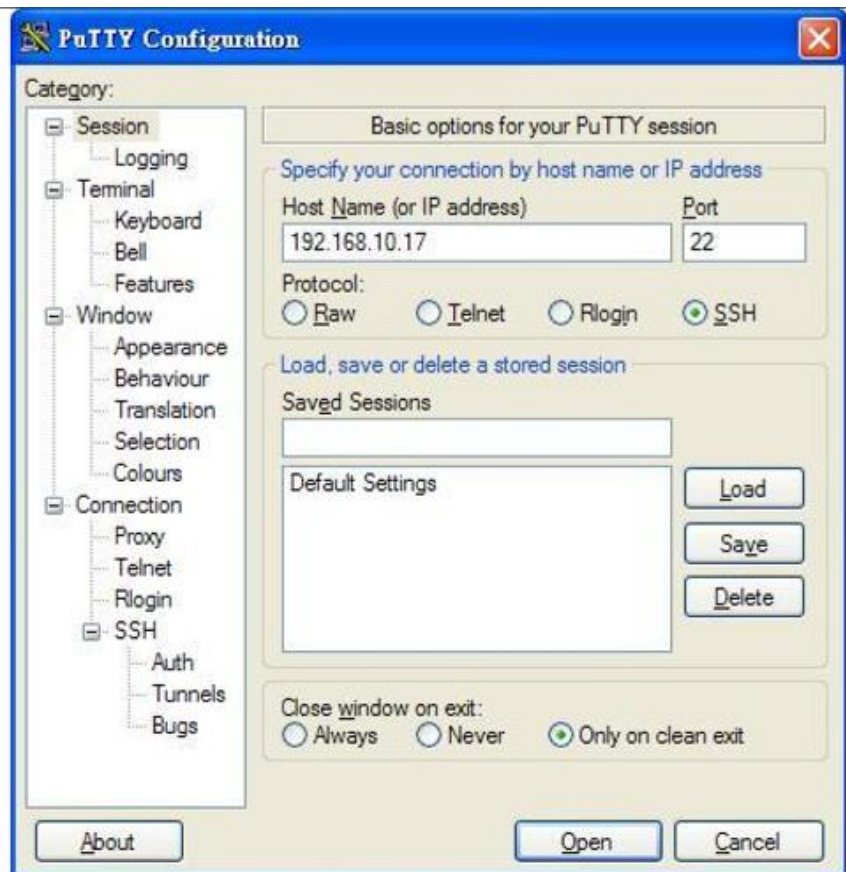 PuTTY Configuration
Category:
Session
Logging
Terminal
Keyboard
Bell
Features
Window
Appearance
Behaviour
Translation
Selection
Colours
Connection
Proxy
Telnet
Rlogin
SSH
Auth
Tunnels
Bugs
Basic options for your PuTTY session
Specify your connection by host name or IP address
Host Name (or IP address) Port
192.168.10.17 22
Protocol:
Raw Telnet Rlogin SSH
Load, save or delete a stored session
Saved Sessions
Default Settings
Load
Save
Delete
Close window on exit:
Always Never Only on clean exit
About Open Cancel